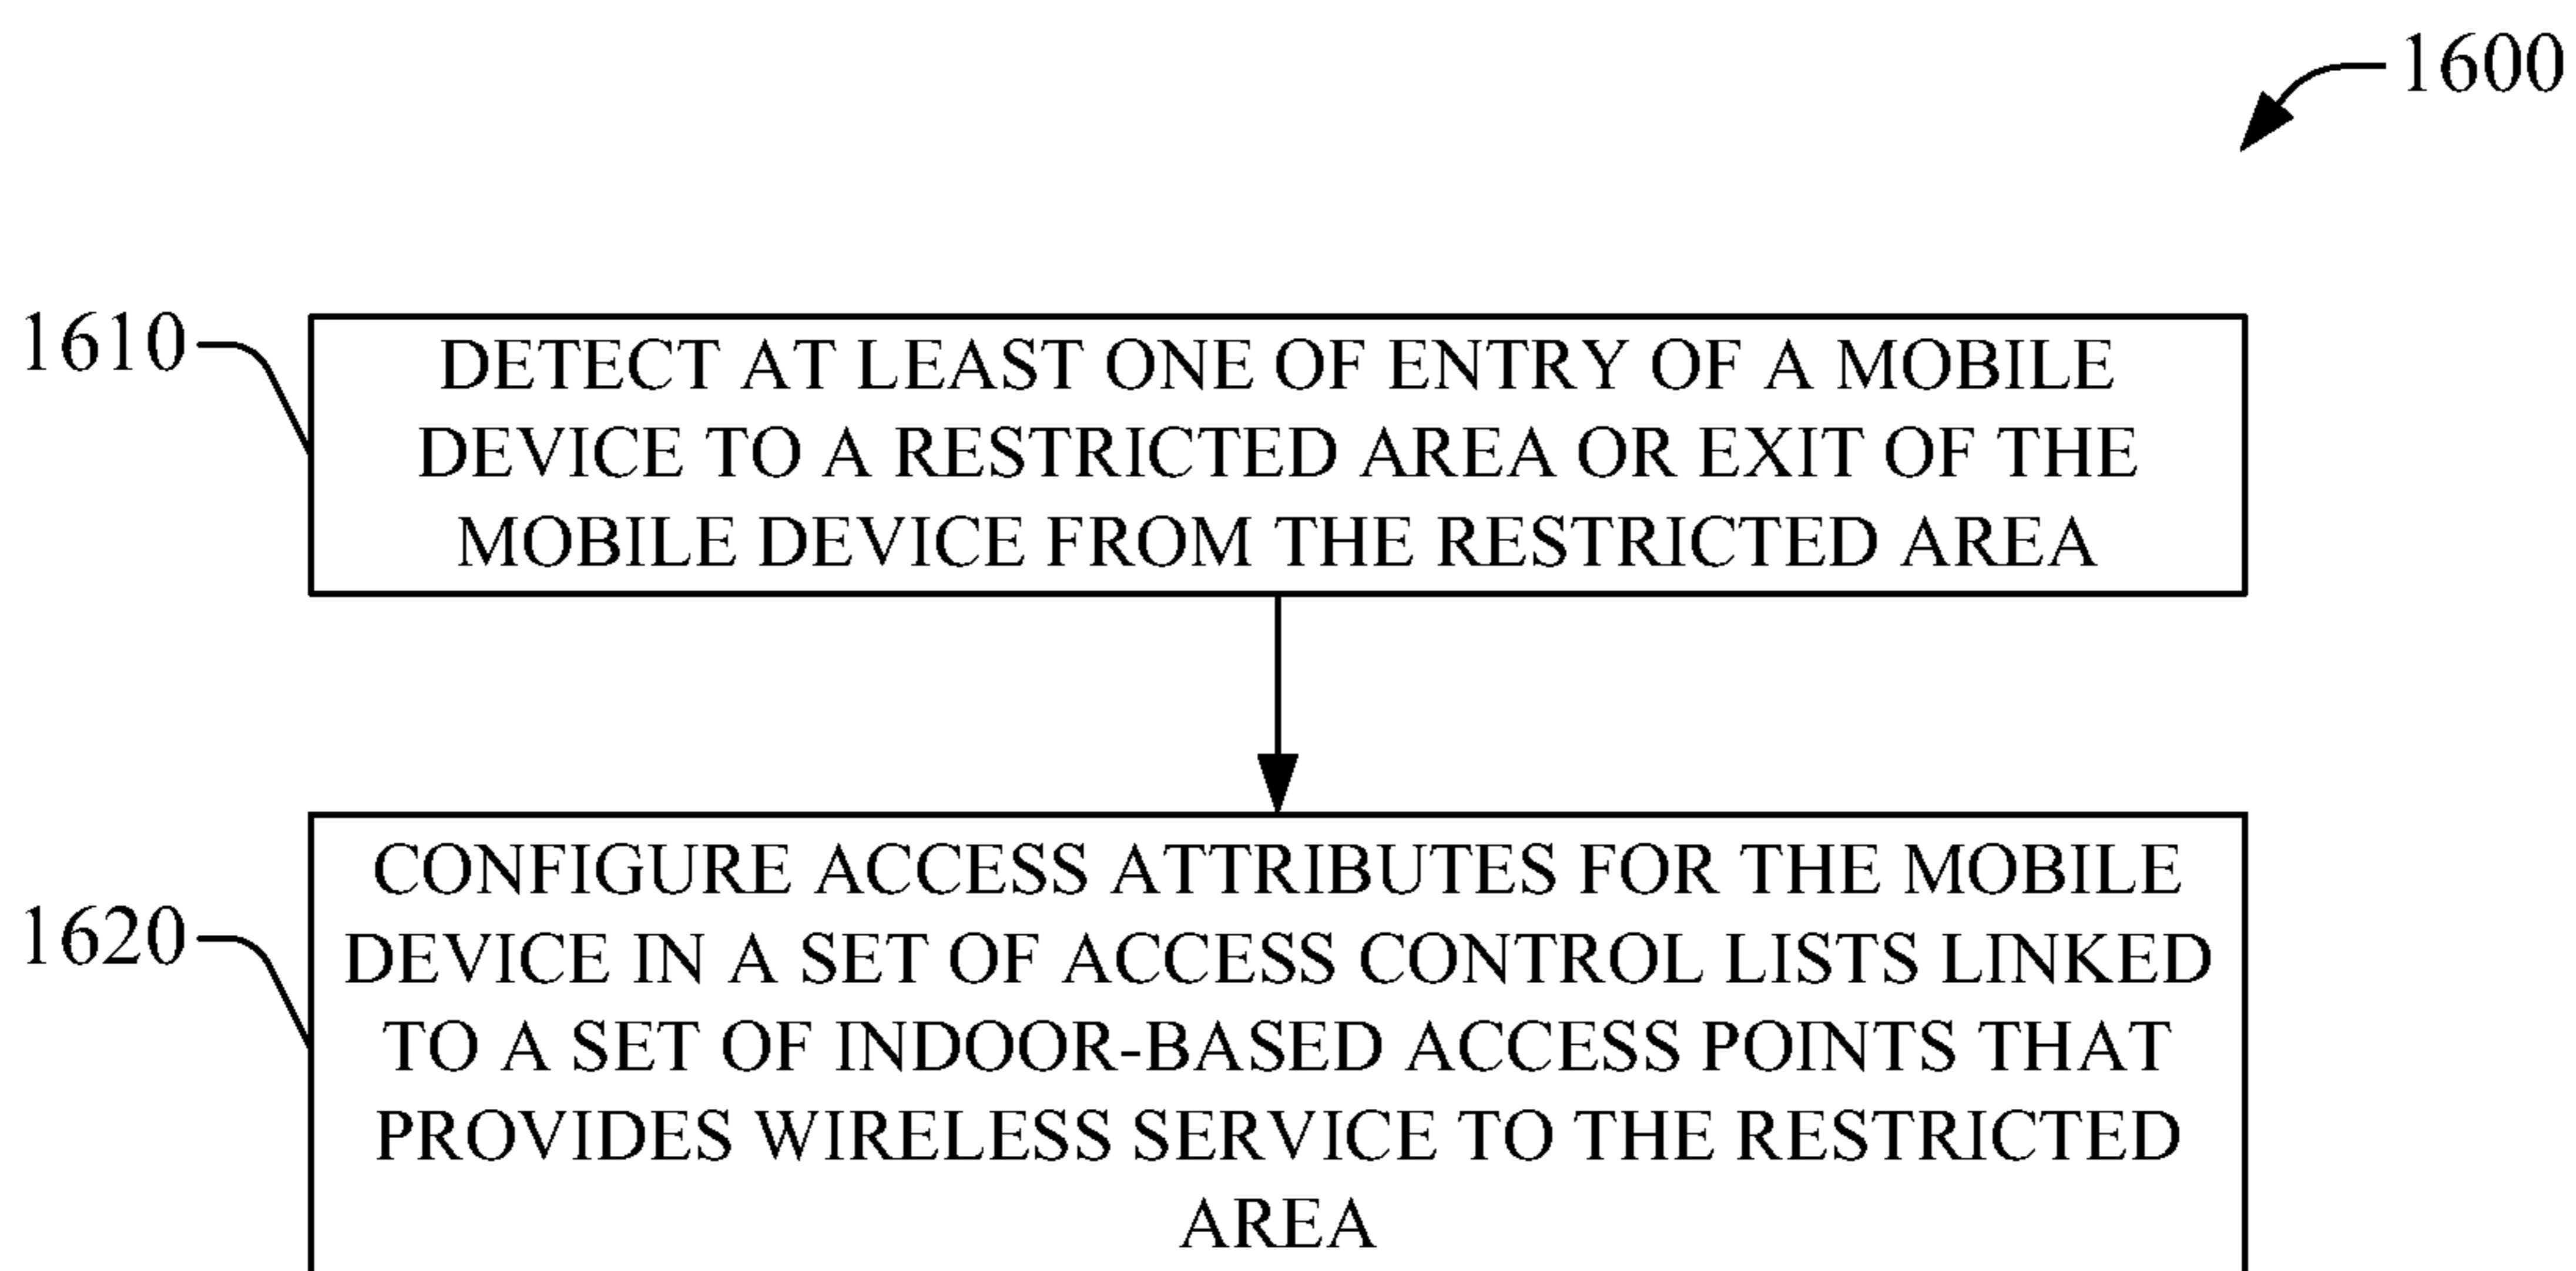 1600
1610
DETECT AT LEAST ONE OF ENTRY OF A MOBILE
DEVICE TO A RESTRICTED AREA OR EXIT OF THE
MOBILE DEVICE FROM THE RESTRICTED AREA
1620
CONFIGURE ACCESS ATTRIBUTES FOR THE MOBILE
DEVICE IN A SET OF ACCESS CONTROL LISTS LINKED
TO A SET OF INDOOR-BASED ACCESS POINTS THAT
PROVIDES WIRELESS SERVICE TO THE RESTRICTED
AREA